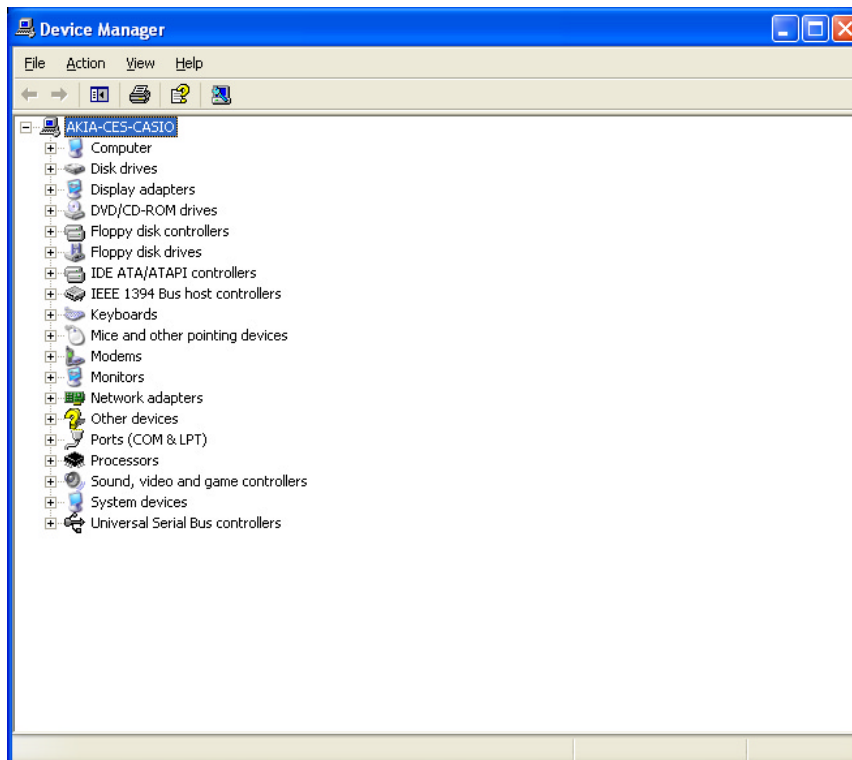 Device Manager
File Action View Help
AKIA-CES-CASIO
Computer
Disk drives
Display adapters
DVD/CD-ROM drives
Floppy disk controllers
Floppy disk drives
IDE ATA/ATAPI controllers
IEEE 1394 Bus host controllers
Keyboards
Mice and other pointing devices
Modems
Monitors
Network adapters
Other devices
Ports (COM & LPT)
Processors
Sound, video and game controllers
System devices
Universal Serial Bus controllers